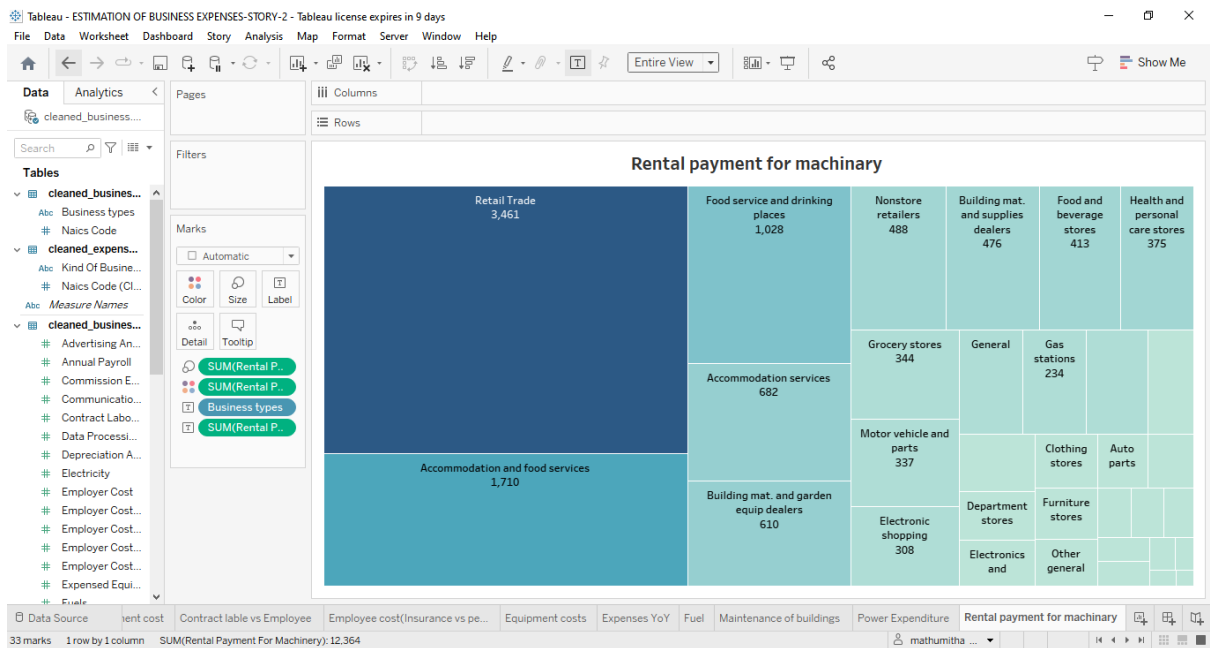 Tableau - ESTIMATION OF BUSINESS EXPENSES-STORY-2 - Tableau license expires in 9 days
File Data Worksheet Dashboard Story Analysis Map Format Server Window Help
Entire View
Show Me
Data Analytics
cleaned_business....
Search
Tables
cleaned_busines...
Abc Business types
# Naics Code
cleaned_expens...
Abc Kind Of Busine...
# Naics Code (Cl...
Abc Measure Names
cleaned_busines...
# Advertising An...
# Annual Payroll
# Commission E...
# Communicatio...
# Contract Labo...
# Data Processi...
# Depreciation A...
# Electricity
# Employer Cost
# Employer Cost...
# Employer Cost...
# Employer Cost...
# Employer Cost...
# Expensed Equi...
# Fuels
Pages
Filters
Marks
Automatic
Color Size Label
Detail Tooltip
SUM(Rental P..
SUM(Rental P..
Business types
SUM(Rental P..
Columns
Rows
Rental payment for machinary
Retail Trade
3,461
Accommodation and food services
1,710
Food service and drinking
places
1,028
Accommodation services
682
Building mat. and garden
equip dealers
610
Nonstore
retailers
488
Building mat.
and supplies
dealers
476
Food and
beverage
stores
413
Health and
personal
care stores
375
Grocery stores
344
Motor vehicle and
parts
337
Electronic
shopping
308
General
Gas
stations
234
Clothing
stores
Auto
parts
Department
stores
Furniture
stores
Electronics
and
Other
general
Data Source
nent cost
Contract lable vs Employee
Employee cost(Insurance vs pe...
Equipment costs
Expenses YoY
Fuel
Maintenance of buildings
Power Expenditure
Rental payment for machinary
33 marks 1 row by 1 column SUM(Rental Payment For Machinery): 12,364
mathumitha ...